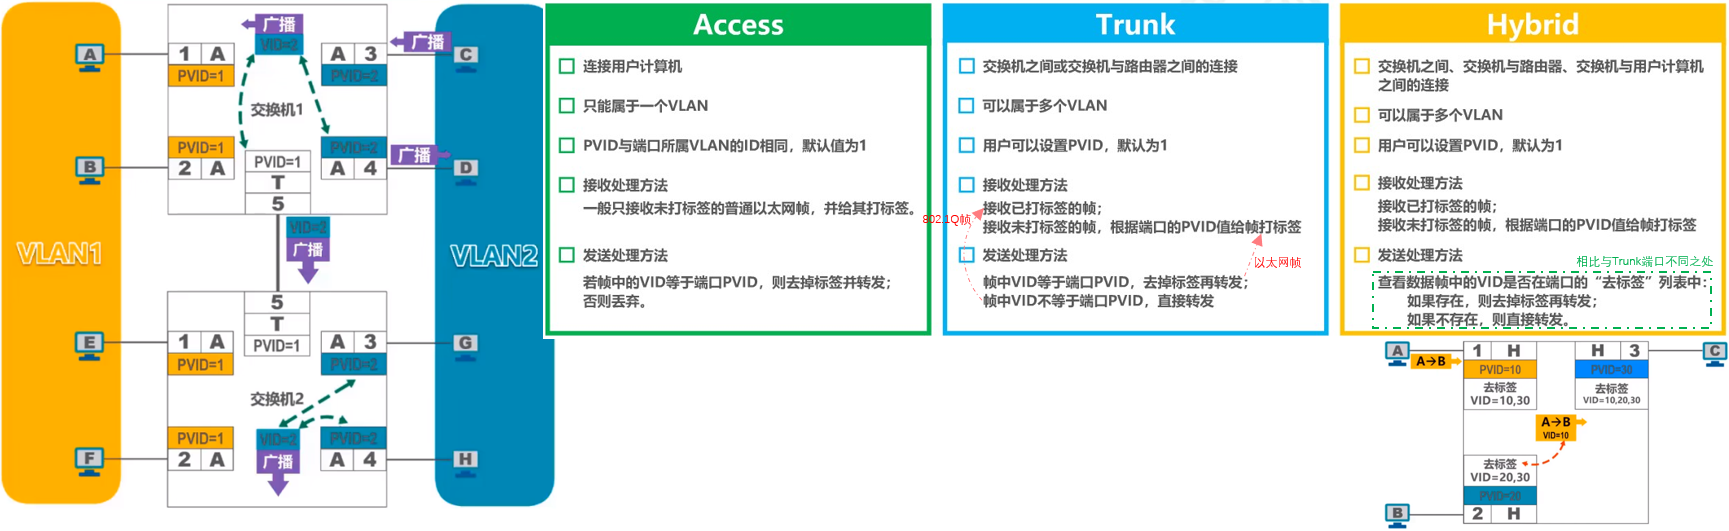 VLAN1
A
B
E
F
广播
VID=2
1 A
PVID=1
A 3
PVID=2
广播
C
交换机1
PVID=1
2 A
PVID=1
T
5
PVID=2
A 4
广播
D
VID=2
广播
VLAN2
5
T
PVID=1
1 A
PVID=1
A 3
PVID=2
G
交换机2
PVID=1
2 A
VID=2
广播
PVID=2
A 4
H
Access
连接用户计算机
只能属于一个VLAN
PVID与端口所属VLAN的ID相同，默认值为1
接收处理方法
一般只接收未打标签的普通以太网帧，并给其打标签。
发送处理方法
若帧中的VID等于端口PVID，则去掉标签并转发；
否则丢弃。
Trunk
交换机之间或交换机与路由器之间的连接
可以属于多个VLAN
用户可以设置PVID，默认为1
接收处理方法
802.1Q帧
接收已打标签的帧；
接收未打标签的帧，根据端口的PVID值给帧打标签
发送处理方法
以太网帧
帧中VID等于端口PVID，去掉标签再转发；
帧中VID不等于端口PVID，直接转发
Hybrid
交换机之间、交换机与路由器、交换机与用户计算机
之间的连接
可以属于多个VLAN
用户可以设置PVID，默认为1
接收处理方法
接收已打标签的帧；
接收未打标签的帧，根据端口的PVID值给帧打标签
发送处理方法
相比与Trunk端口不同之处
查看数据帧中的VID是否在端口的“去标签”列表中：
如果存在，则去掉标签再转发；
如果不存在，则直接转发。
A
A→B
1 H
PVID=10
去标签
VID=10,30
H 3
PVID=30
去标签
VID=10,20,30
C
A→B
VID=10
去标签
VID=20,30
PVID=20
2 H
B